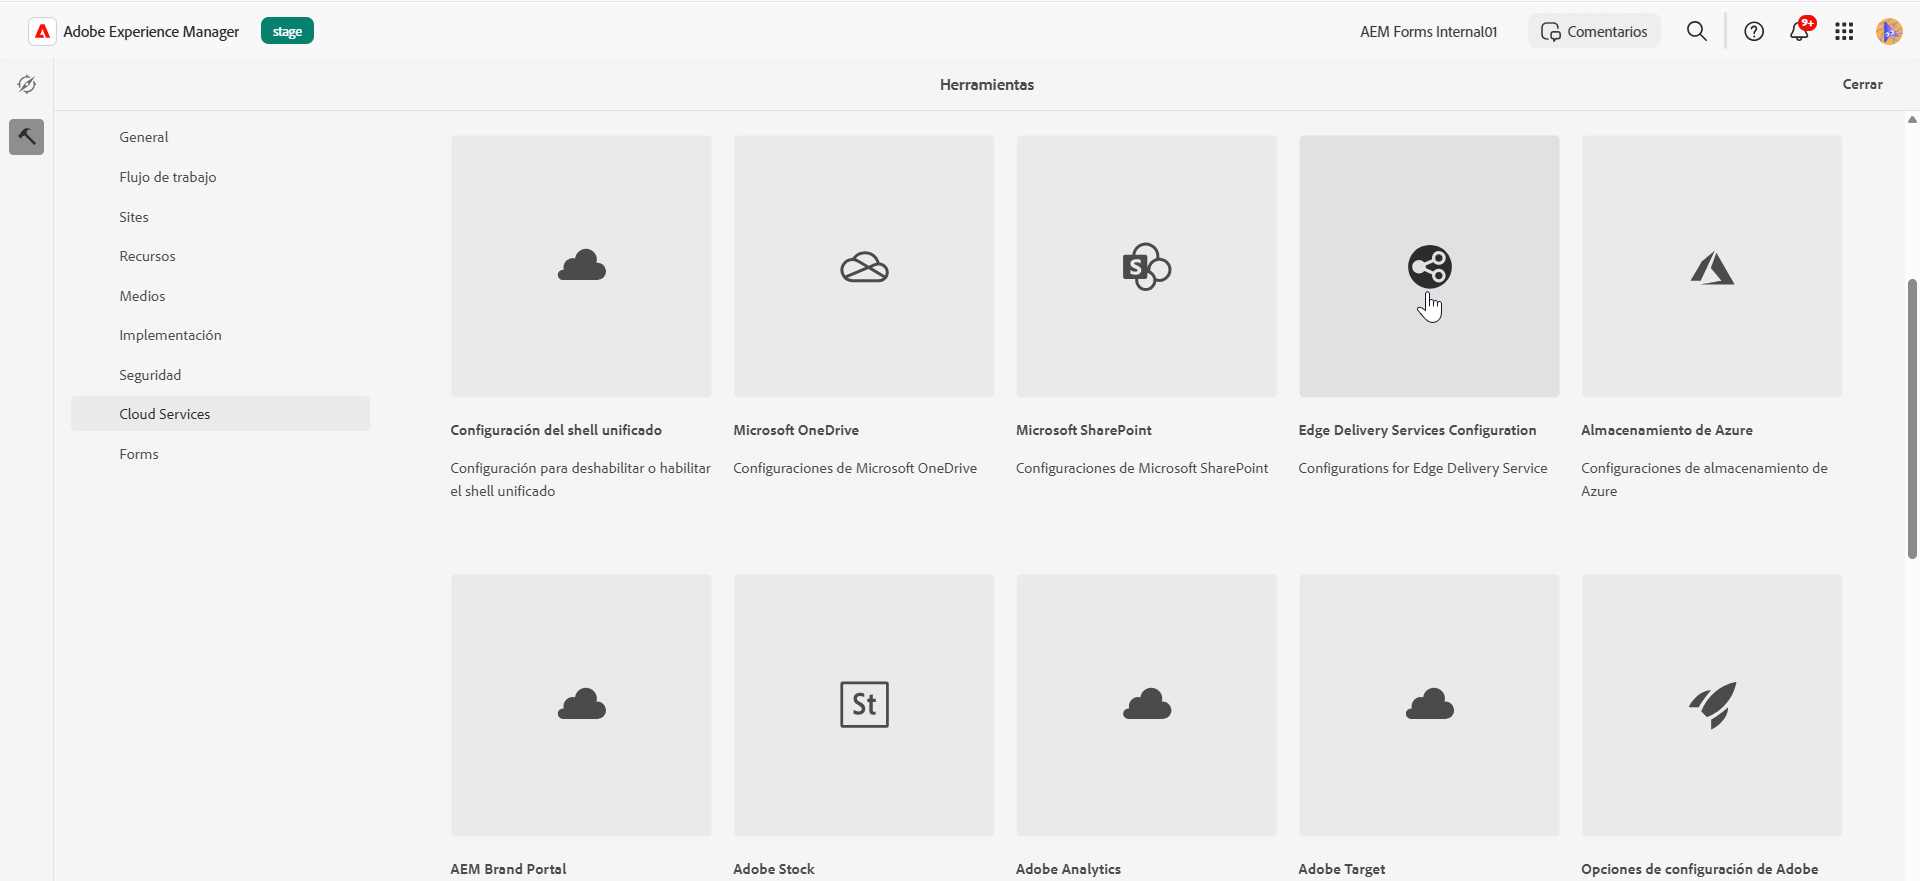 Adobe Experience Manager
stage
AEM Forms Internal01
Comentarios
9+
Herramientas
Cerrar
General
Flujo de trabajo
Sites
Recursos
Medios
Implementación
Seguridad
Cloud Services
Forms
S
Configuración del shell unificado
Configuración para deshabilitar o habilitar
el shell unificado
Microsoft OneDrive
Configuraciones de Microsoft OneDrive
Microsoft SharePoint
Configuraciones de Microsoft SharePoint
Edge Delivery Services Configuration
Configurations for Edge Delivery Service
Almacenamiento de Azure
Configuraciones de almacenamiento de
Azure
St
AEM Brand Portal
Adobe Stock
Adobe Analytics
Adobe Target
Opciones de configuración de Adobe